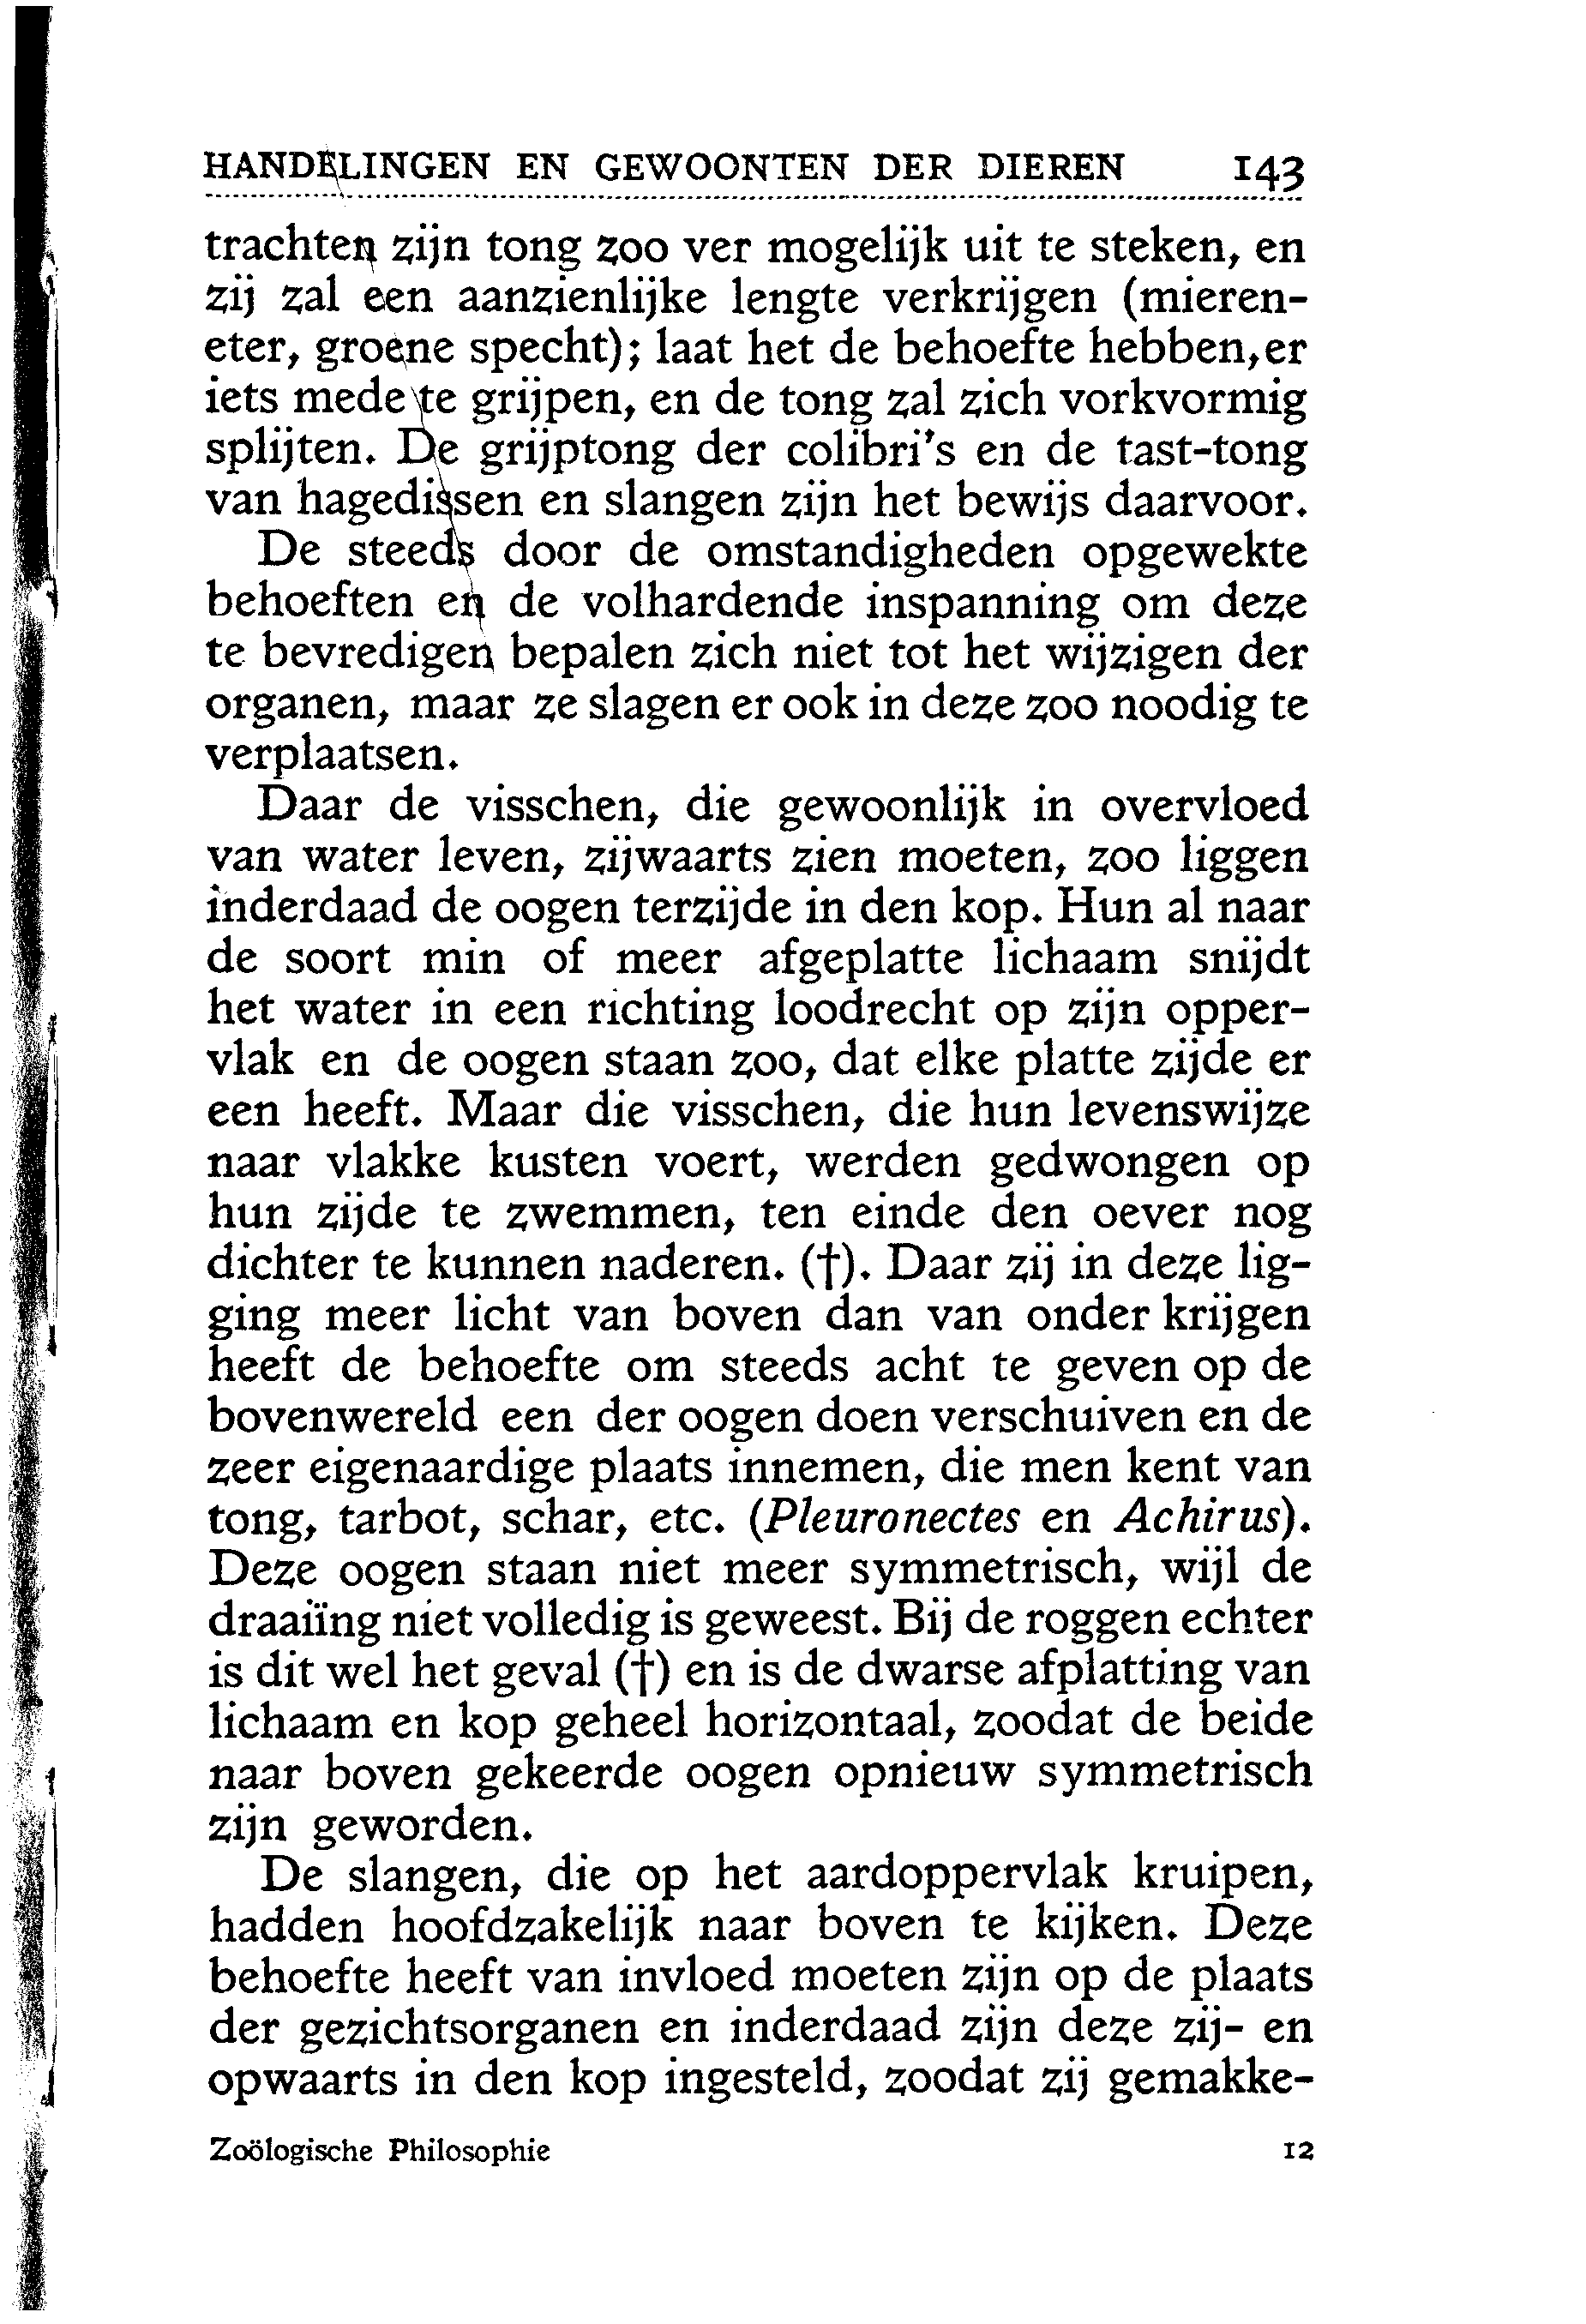 HANDELINGEN EN GEWOONTEN DER DIEREN 143
trachten zijn tong zoo ver mogelijk uit te steken, en
zij zal een aanzienlijke lengte verkrijgen (mieren-
eter, groene specht); laat het de behoefte hebben,er
iets mede te grijpen, en de tong zal zich vorkvormig
splijten. De grijptong der colibri's en de tast-tong
van hagedissen en slangen zijn het bewijs daarvoor.
De steeds door de omstandigheden opgewekte
behoeften en de volhardende inspanning om deze
te bevredigen bepalen zich niet tot het wijzigen der
organen, maar ze slagen er ook in deze zoo noodig te
verplaatsen.
Daar de visschen, die gewoonlijk in overvloed
van water leven, zijwaarts zien moeten, zoo liggen
inderdaad de oogen terzijde in den kop. Hun al naar
de soort min of meer afgeplatte lichaam snijdt
het water in een richting loodrecht op zijn opper-
vlak en de oogen staan zoo, dat elke platte zijde er
een heeft. Maar die visschen, die hun levenswijze
naar vlakke kusten voert, werden gedwongen op
hun zijde te zwemmen, ten einde den oever nog
dichter te kunnen naderen. (†). Daar zij in deze lig-
ging meer licht van boven dan van onder krijgen
heeft de behoefte om steeds acht te geven op de
bovenwereld een der oogen doen verschuiven en de
zeer eigenaardige plaats innemen, die men kent van
tong, tarbot, schar, etc. (Pleuronectes en Achirus).
Deze oogen staan niet meer symmetrisch, wijl de
draaiïng niet volledig is geweest. Bij de roggen echter
is dit wel het geval (†) en is de dwarse afplatting van
lichaam en kop geheel horizontaal, zoodat de beide
naar boven gekeerde oogen opnieuw symmetrisch
zijn geworden.
De slangen, die op het aardoppervlak kruipen,
hadden hoofdzakelijk naar boven te kijken. Deze
behoefte heeft van invloed moeten zijn op de plaats
der gezichtsorganen en inderdaad zijn deze zij- en
opwaarts in den kop ingesteld, zoodat zij gemakke-
Zoölogische Philosophie 12